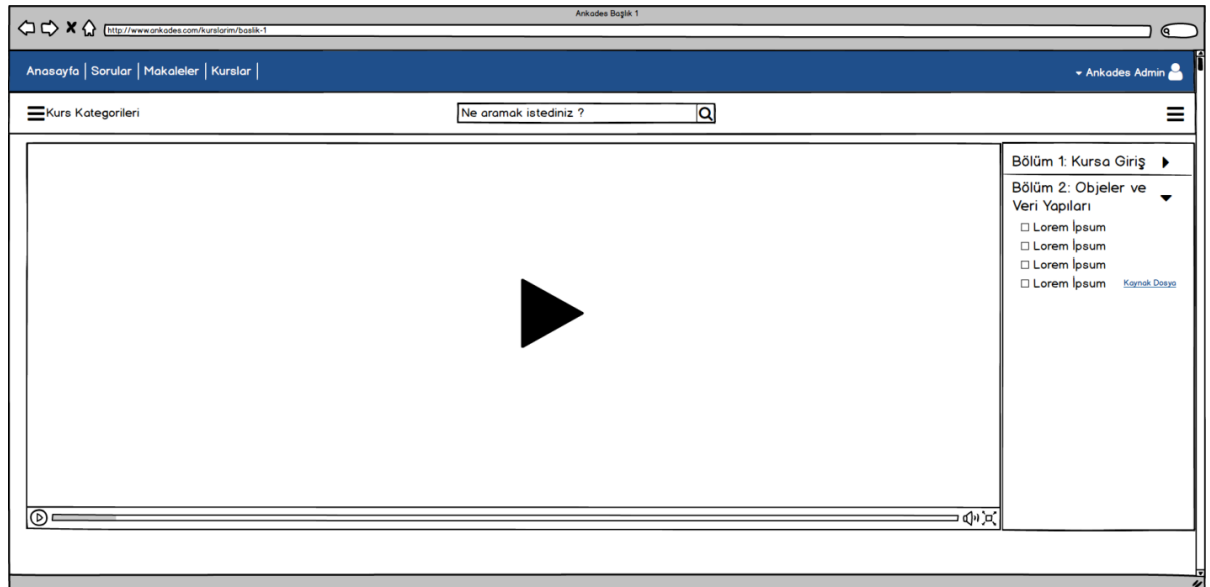 Ankades Başlık 1
http://www.ankades.com/kurslarim/baslik-1
Anasayfa | Sorular | Makaleler | Kurslar |
Ankades Admin
Kurs Kategorileri
Ne aramak istediniz ?
Bölüm 1: Kursa Giriş
Bölüm 2: Objeler ve
Veri Yapıları
Lorem İpsum
Lorem İpsum
Lorem İpsum
Lorem İpsum Kaynak Dosya